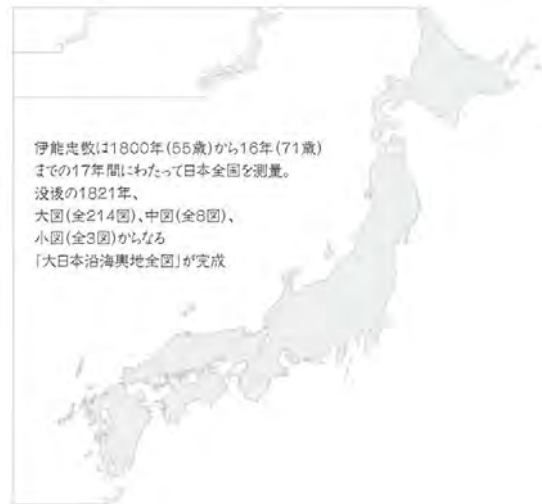 伊能忠敬は1800年(55歳)から16年(71歳)
までの17年間にわたって日本全国を測量。
没後の1821年、
大図(全214図)、中図(全8図)、
小図(全3図)からなる
「大日本沿海輿地全図」が完成